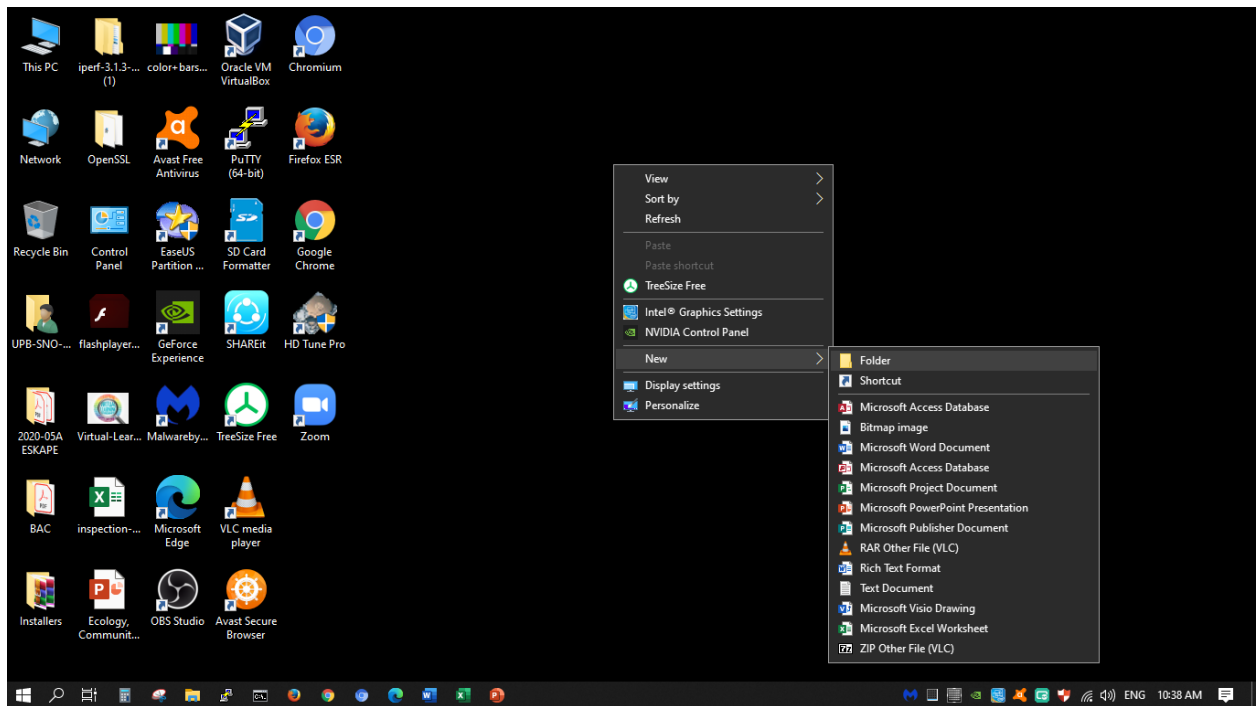 This PC
iperf-3.1.3-...
(1)
color+bars...
Oracle VM
VirtualBox
Chromium
Network
OpenSSL
Avast Free
Antivirus
PuTTY
(64-bit)
Firefox ESR
Recycle Bin
Control
Panel
EaseUS
Partition ...
SD Card
Formatter
Google
Chrome
UPB-SNO-...
flashplayer...
GeForce
Experience
SHAREit
HD Tune Pro
2020-05A
ESKAPE
Virtual-Lear...
Malwareby...
TreeSize Free
Zoom
BAC
inspection-...
Microsoft
Edge
VLC media
player
Installers
Ecology,
Communit...
OBS Studio
Avast Secure
Browser
View
Sort by
Refresh
Paste
Paste shortcut
TreeSize Free
Intel® Graphics Settings
NVIDIA Control Panel
New
Display settings
Personalize
Folder
Shortcut
Microsoft Access Database
Bitmap image
Microsoft Word Document
Microsoft Access Database
Microsoft Project Document
Microsoft PowerPoint Presentation
Microsoft Publisher Document
RAR Other File (VLC)
Rich Text Format
Text Document
Microsoft Visio Drawing
Microsoft Excel Worksheet
ZIP Other File (VLC)
ENG
10:38 AM